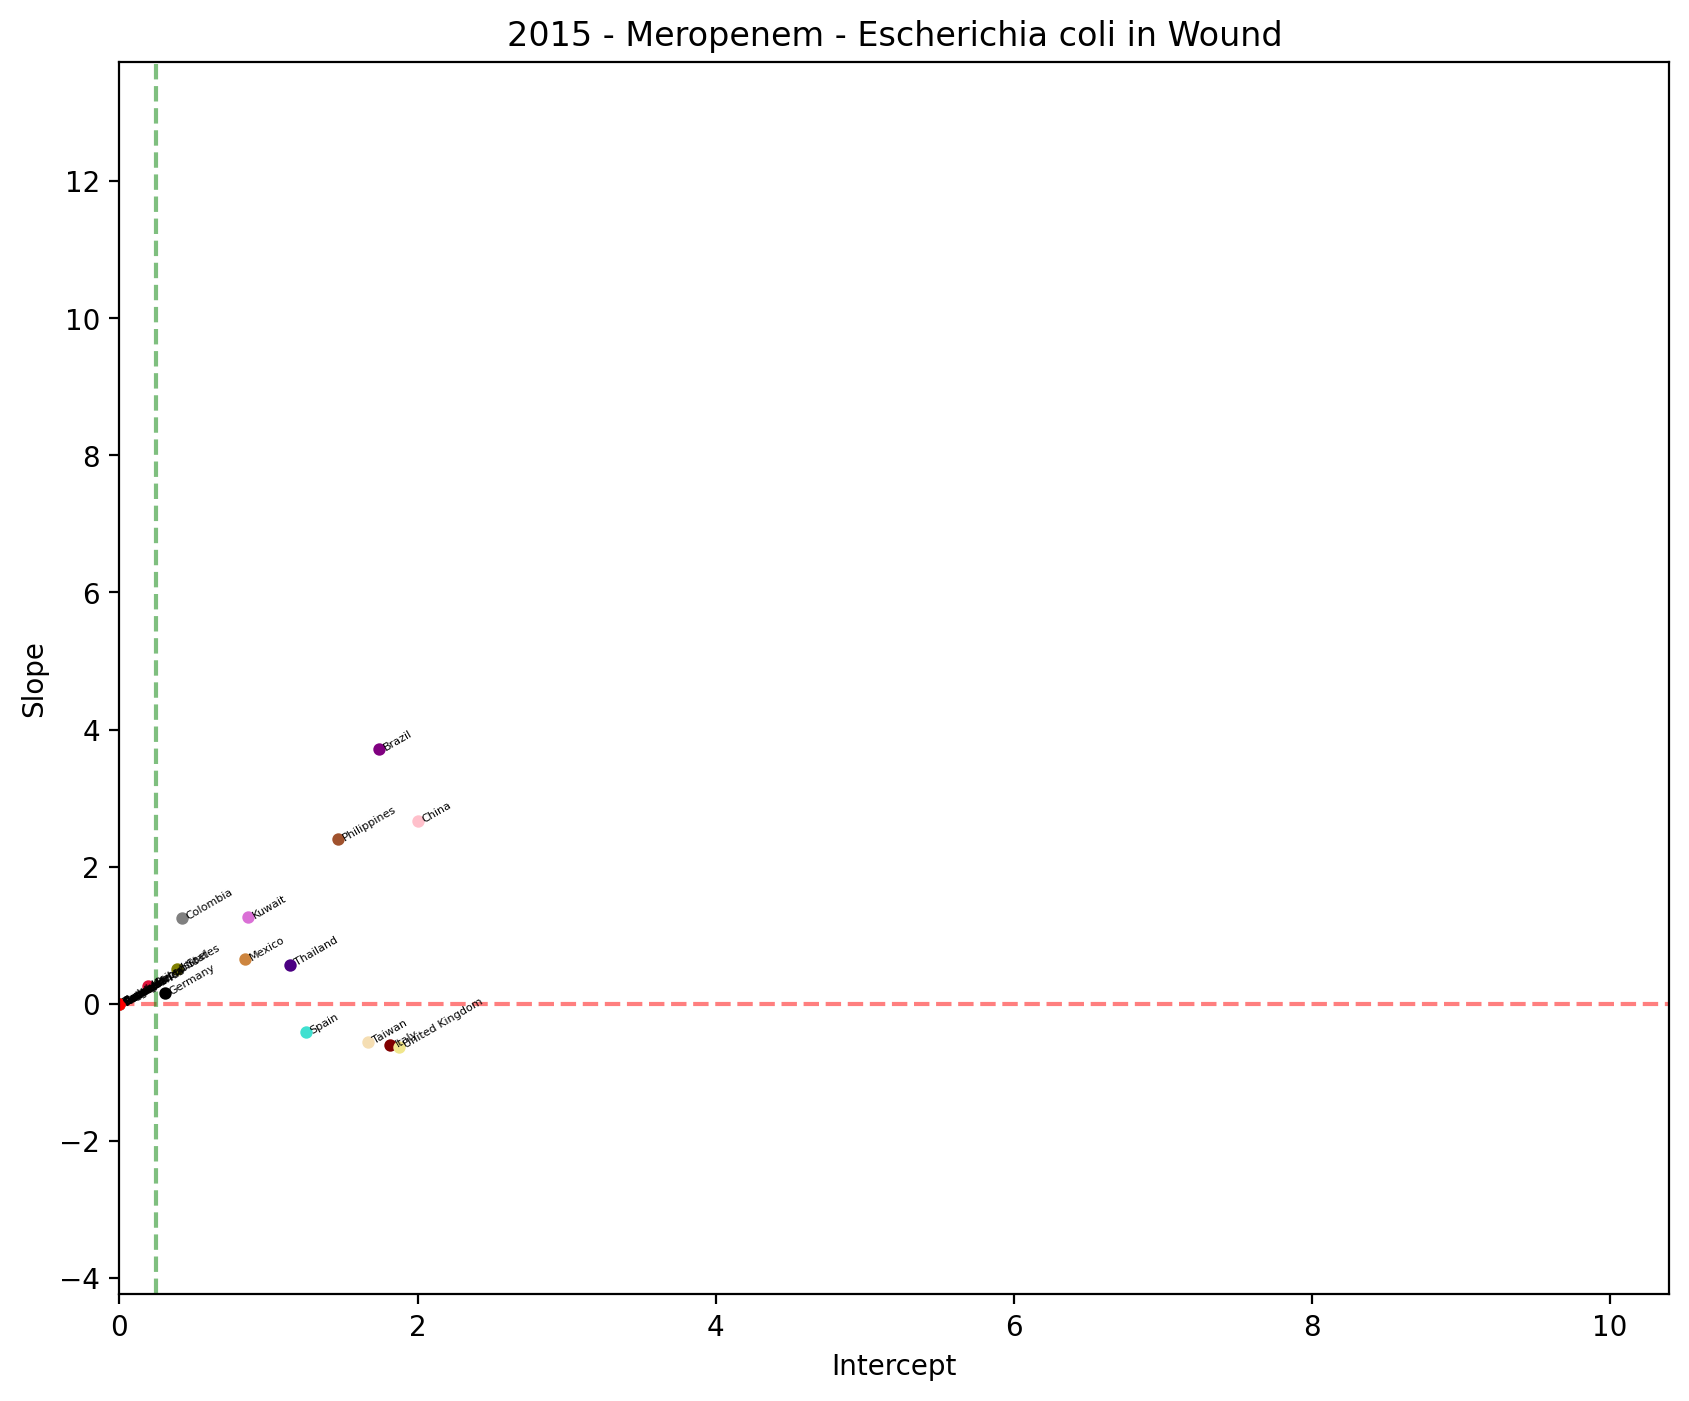 2015 - Meropenem - Escherichia coli in Wound
12
10
8
6
4
2
0
−2
−4
Slope
Brazil
China
Philippines
Colombia
Kuwait
Mexico
Thailand
Germany
Spain
Taiwan
Italy
United Kingdom
0 2 4 6 8 10
Intercept